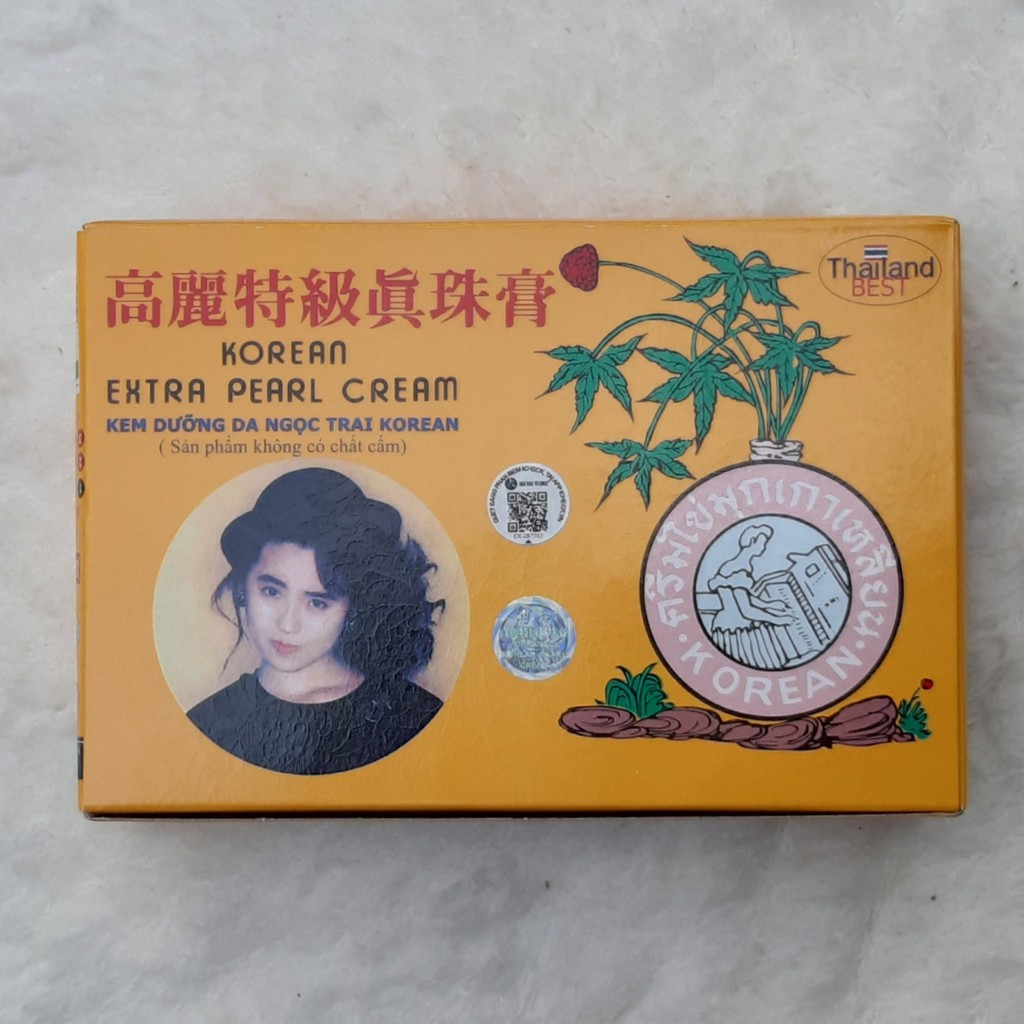 高麗特級眞珠膏
KOREAN
EXTRA PEARL CREAM
KEM DƯỠNG DA NGỌC TRAI KOREAN
( Sản phẩm không có chất cấm)
Thailand
BEST
ครีมไข่มุกเกาหลียน
KOREAN